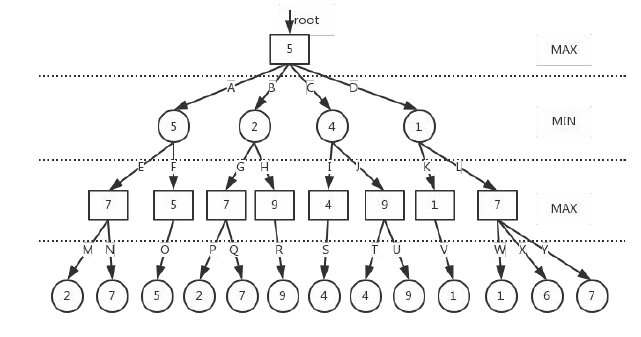 root
5
MAX
A B C D
5 2 4 1
MIN
E F G H I J K L
7 5 7 9 4 9 1 7
MAX
M N O P Q R S T U V W X Y
2 7 5 2 7 9 4 4 9 1 1 6 7